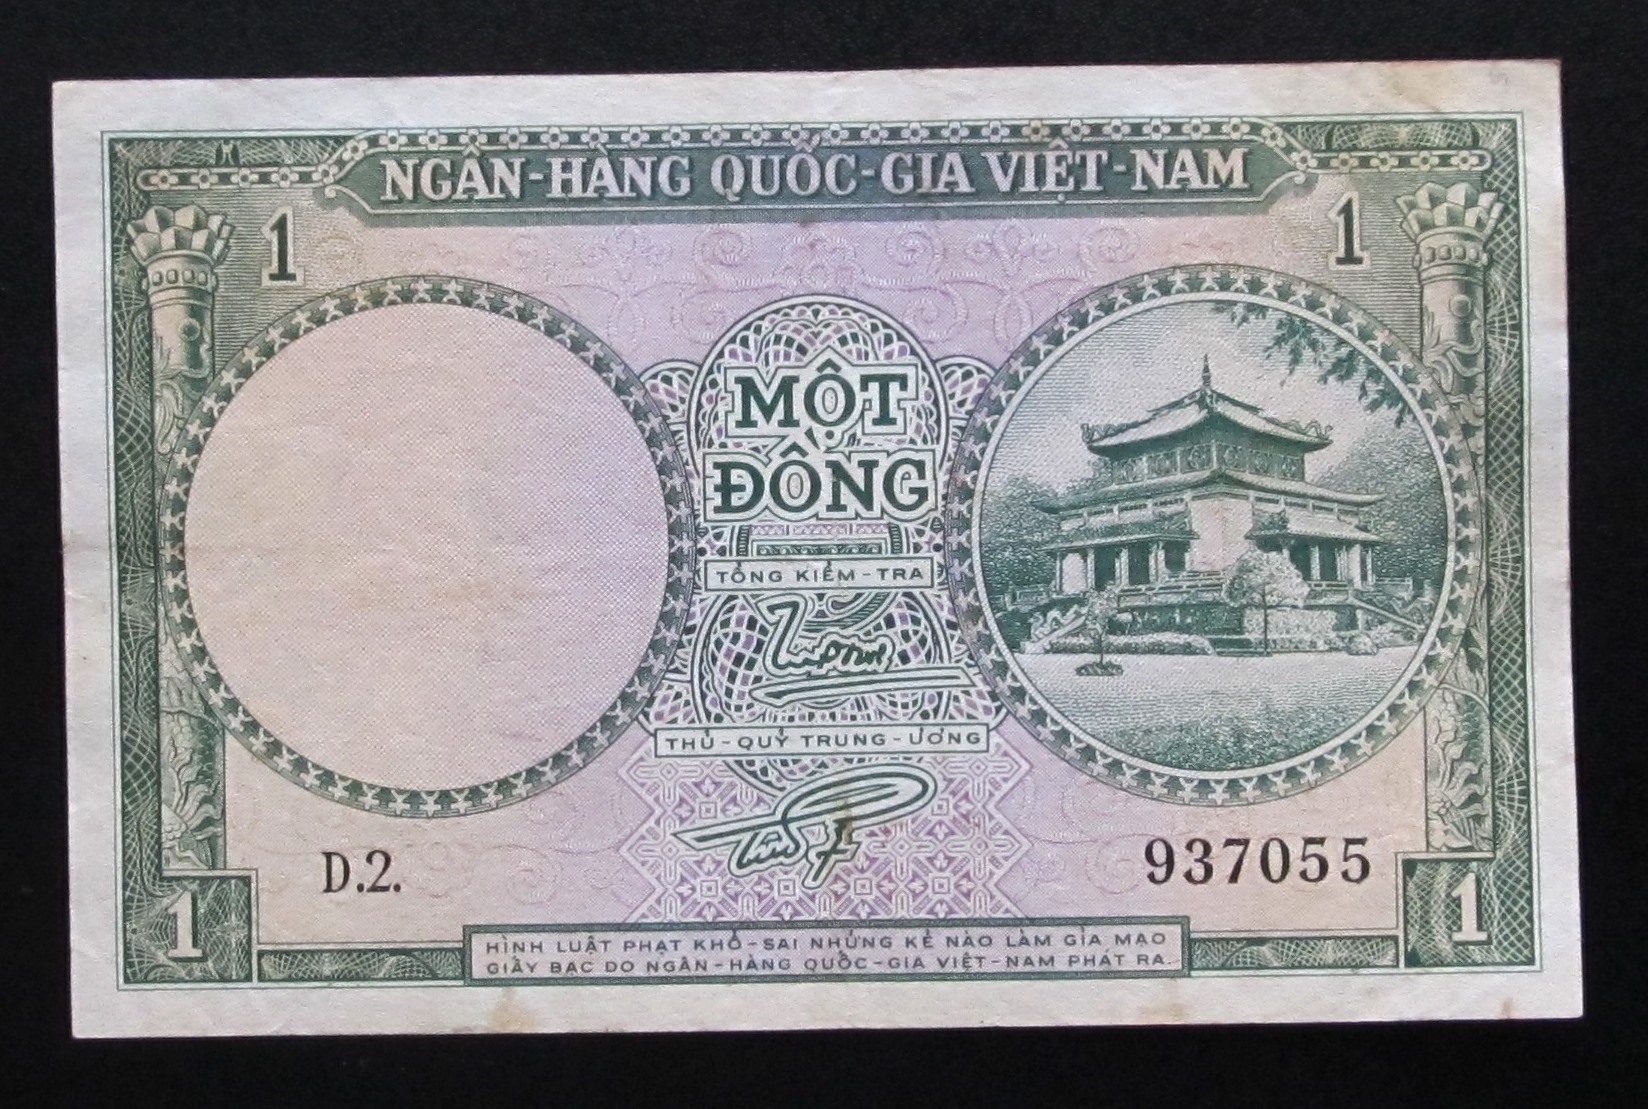 NGÂN-HÀNG QUỐC-GIA VIỆT-NAM
1
1
MỘT
ĐỒNG
TỔNG KIỂM-TRA
THỦ-QUỸ TRUNG-ƯƠNG
D.2.
937055
1
1
HÌNH LUẬT PHẠT KHỔ-SAI NHỮNG KẺ NÀO LÀM GIẢ MẠO
GIẤY BẠC DO NGÂN-HÀNG QUỐC-GIA VIỆT-NAM PHÁT RA.